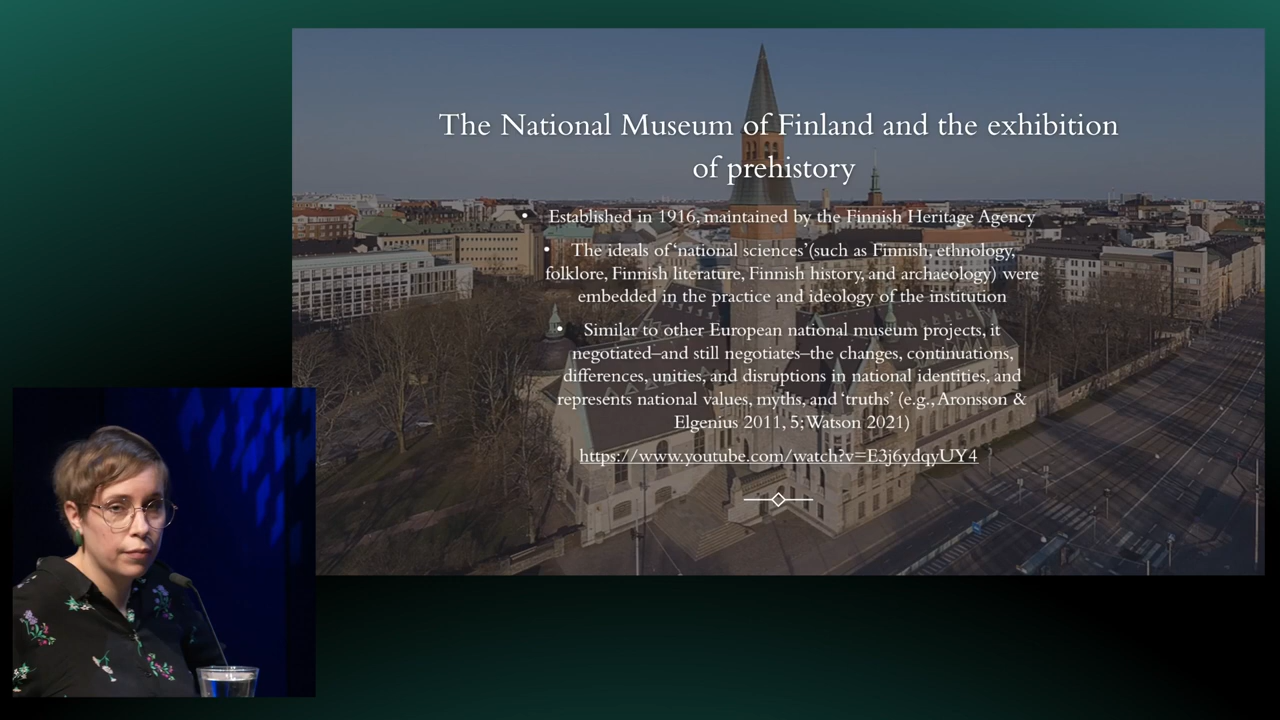 The National Museum of Finland and the exhibition
of prehistory
• Established in 1916, maintained by the Finnish Heritage Agency
• The ideals of ‘national sciences’ (such as Finnish, ethnology,
folklore, Finnish literature, Finnish history, and archaeology) were
embedded in the practice and ideology of the institution
• Similar to other European national museum projects, it
negotiated–and still negotiates–the changes, continuations,
differences, unities, and disruptions in national identities, and
represents national values, myths, and ‘truths’ (e.g., Aronsson &
Elgenius 2011, 5; Watson 2021)
https://www.youtube.com/watch?v=E3j6ydqyUY4